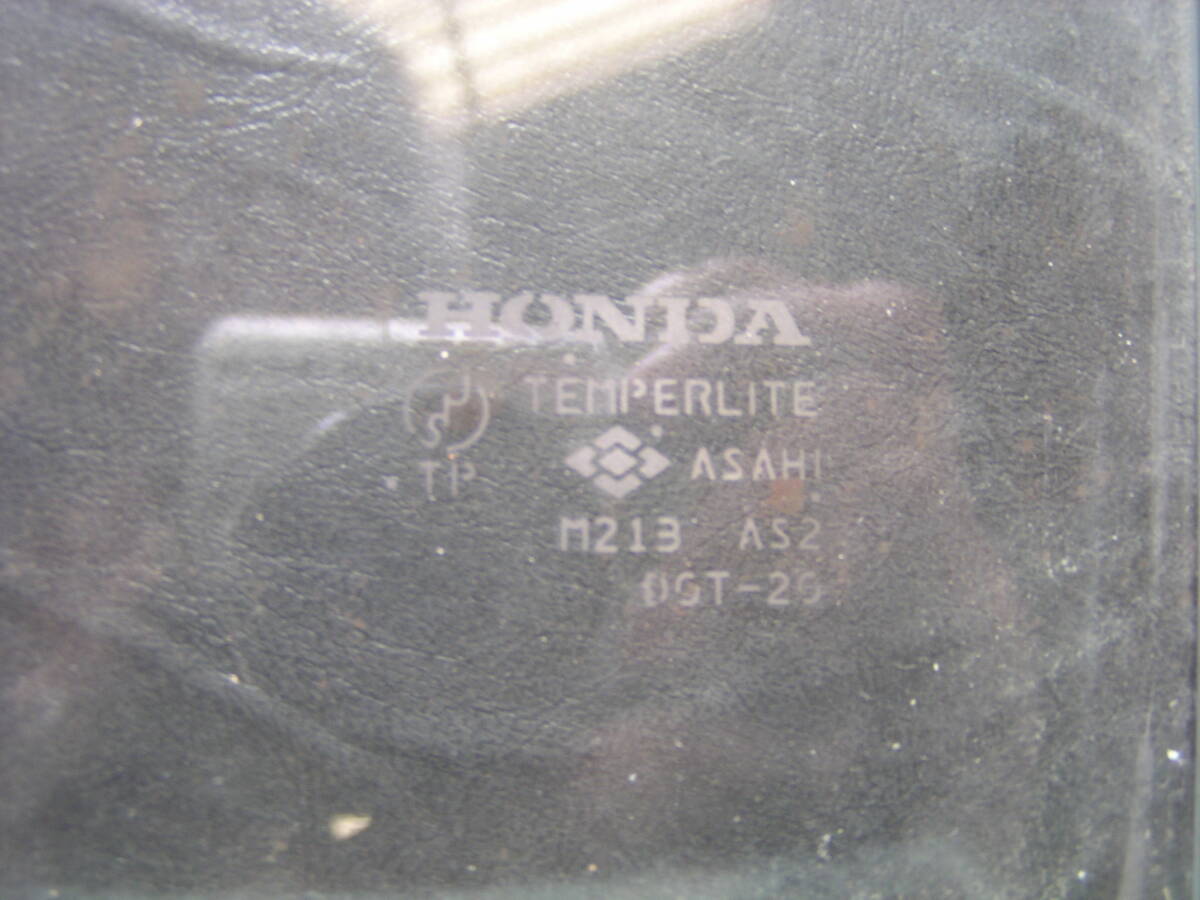 HONDA
TEMPERLITE
TP
ASAHI
M213 AS2
DOT-20